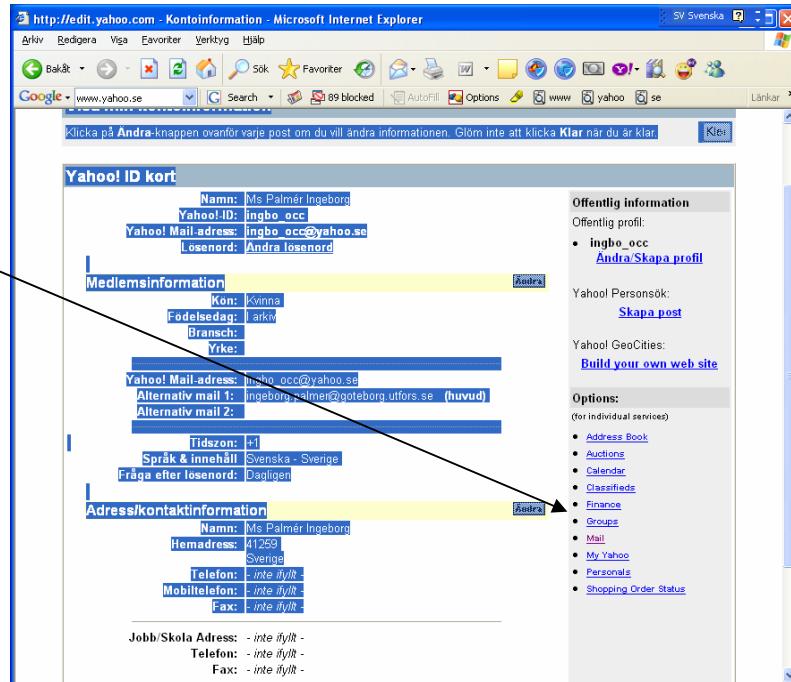 http://edit.yahoo.com - Kontoinformation - Microsoft Internet Explorer
SV Svenska
Arkiv Redigera Visa Favoriter Verktyg Hjälp
Bakåt Sök Favoriter
Google www.yahoo.se Search 89 blocked AutoFill Options www yahoo se Länkar
Klicka på Ändra-knappen ovanför varje post om du vill ändra informationen. Glöm inte att klicka Klar när du är klar. Klar
Yahoo! ID kort
Namn: Ms Palmér Ingeborg
Yahoo!-ID: ingbo_occ
Yahoo! Mail-adress: ingbo_occ@yahoo.se
Lösenord: Ändra lösenord
Medlemsinformation Ändra
Kön: Kvinna
Födelsedag: I arkiv
Bransch:
Yrke:
Yahoo! Mail-adress: ingbo_occ@yahoo.se
Alternativ mail 1: ingeborg.palmer@goteborg.utfors.se (huvud)
Alternativ mail 2:
Tidszon: +1
Språk & innehåll Svenska - Sverige
Fråga efter lösenord: Dagligen
Adress/kontaktinformation Ändra
Namn: Ms Palmér Ingeborg
Hemadress: 41259
Sverige
Telefon: - inte ifyllt -
Mobiltelefon: - inte ifyllt -
Fax: - inte ifyllt -
Jobb/Skola Adress: - inte ifyllt -
Telefon: - inte ifyllt -
Fax: - inte ifyllt -
Offentlig information
Offentlig profil:
ingbo_occ
Ändra/Skapa profil
Yahoo! Personsök:
Skapa post
Yahoo! GeoCities:
Build your own web site
Options:
(for individual services)
Address Book
Auctions
Calendar
Classifieds
Finance
Groups
Mail
My Yahoo
Personals
Shopping Order Status